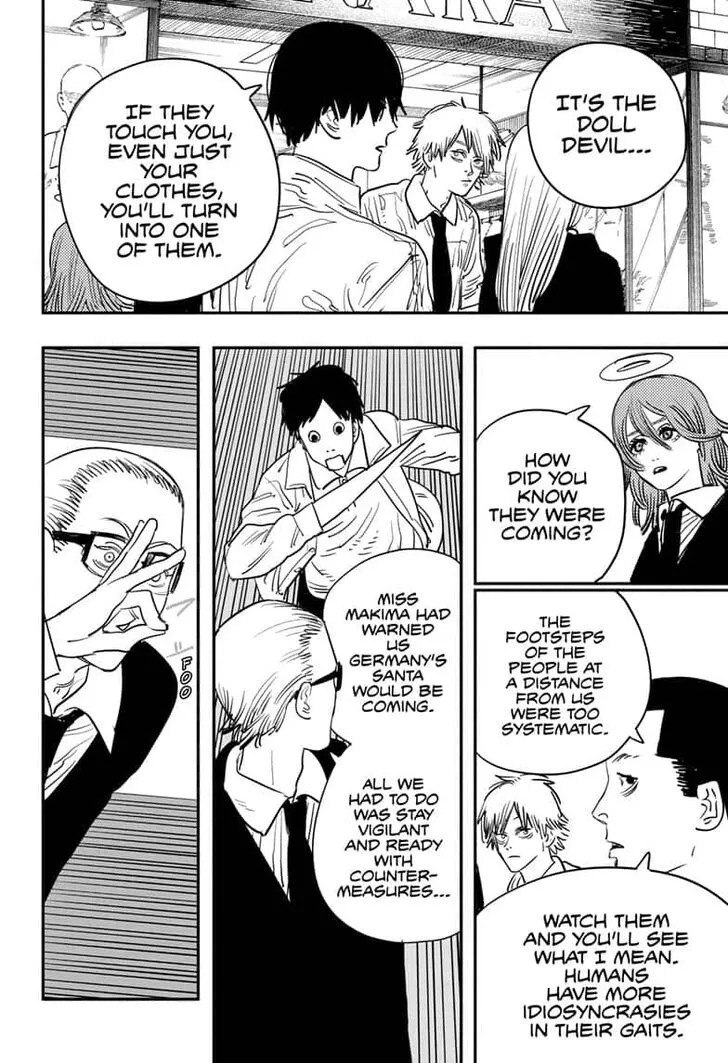 IT'S THE
DOLL
DEVIL...
IF THEY
TOUCH YOU,
EVEN JUST
YOUR
CLOTHES,
YOU'LL TURN
INTO ONE
OF THEM.
HOW
DID YOU
KNOW
THEY WERE
COMING?
THE
FOOTSTEPS
OF THE
PEOPLE AT
A DISTANCE
FROM US
WERE TOO
SYSTEMATIC.
WATCH THEM
AND YOU'LL SEE
WHAT I MEAN.
HUMANS
HAVE MORE
IDIOSYNCRASIES
IN THEIR GAITS.
MISS
MAKIMA HAD
WARNED
US
GERMANY'S
SANTA
WOULD BE
COMING.
ALL WE
HAD TO DO
WAS STAY
VIGILANT
AND READY
WITH
COUNTER-
MEASURES...
FOO